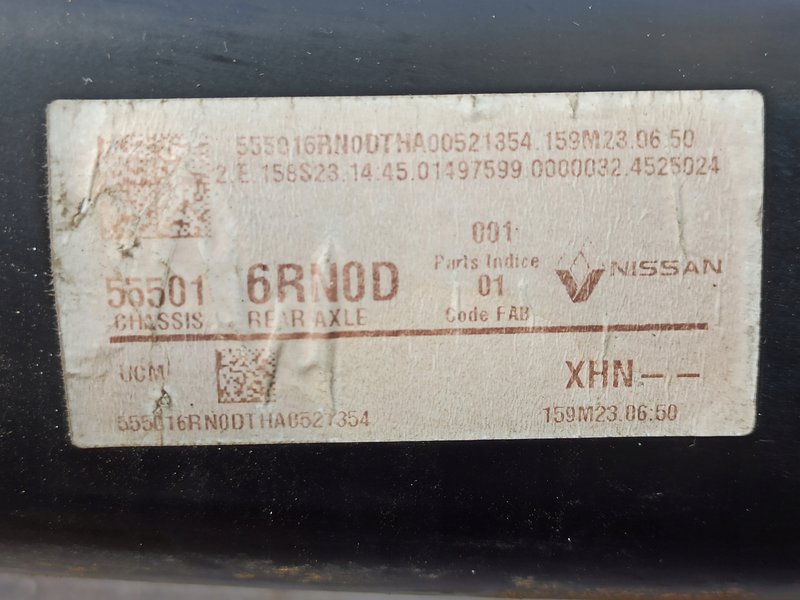 555016RN0DTHA00521354.159M23.06:50
2.E.158S23.14:45.01497599.0000032.4525024
001
Parts Indice
01
Code FAB
NISSAN
55501 6RN0D
CHASSIS REAR AXLE
UCM
XHN--
555016RN0DTHA0521354
159M23.06:50